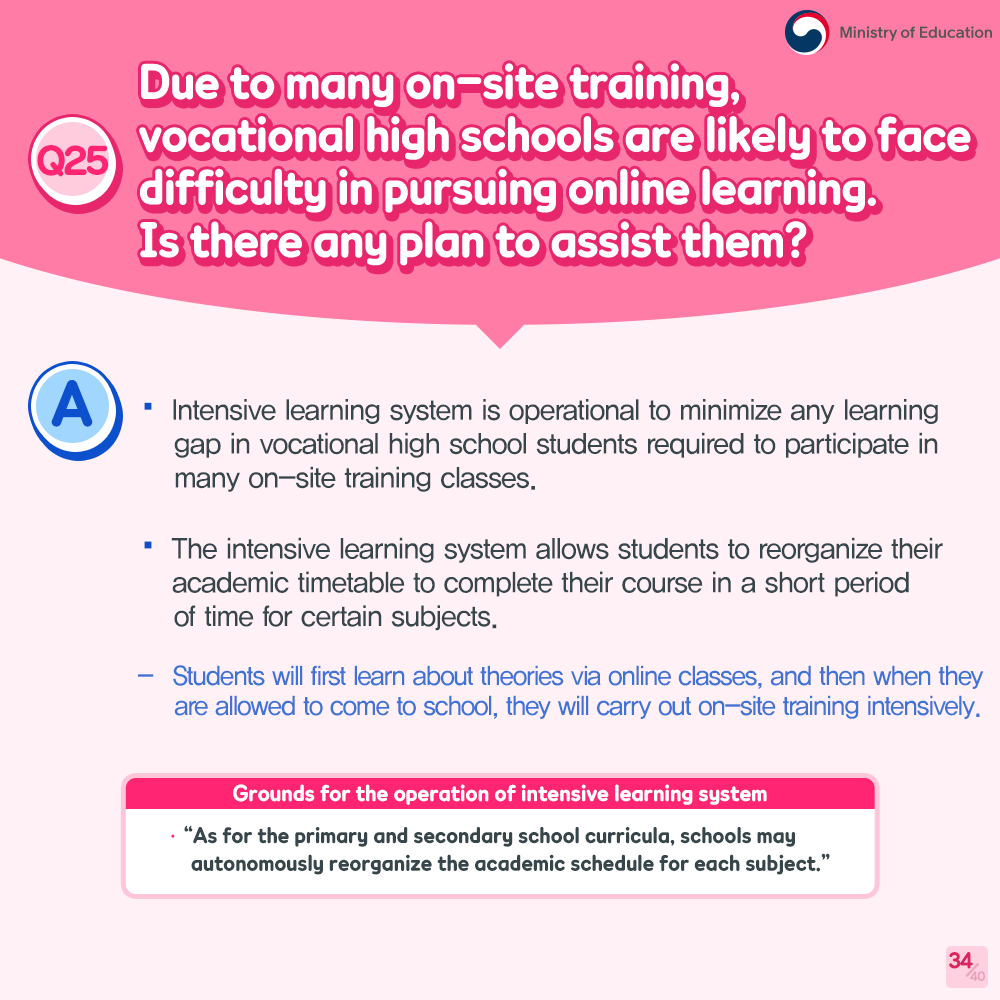 Ministry of Education
Due to many on-site training,
Q25
vocational high schools are likely to face
difficulty in pursuing online learning.
Is there any plan to assist them?
A
▪ Intensive learning system is operational to minimize any learning
gap in vocational high school students required to participate in
many on-site training classes.
▪ The intensive learning system allows students to reorganize their
academic timetable to complete their course in a short period
of time for certain subjects.
– Students will first learn about theories via online classes, and then when they
are allowed to come to school, they will carry out on-site training intensively.
Grounds for the operation of intensive learning system
· “As for the primary and secondary school curricula, schools may
autonomously reorganize the academic schedule for each subject.”
34/40